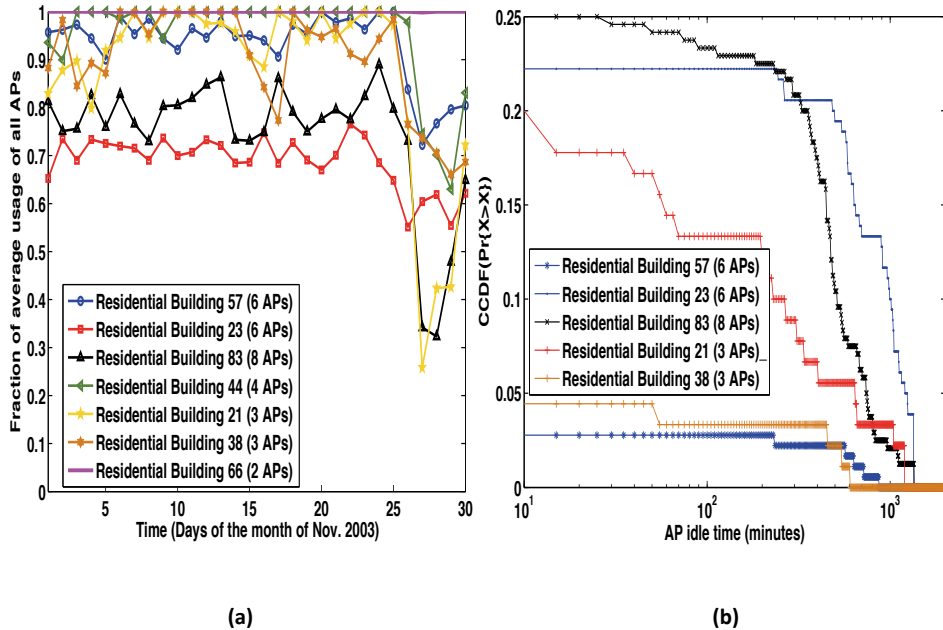 Fraction of average usage of all APs
1
0.9
0.8
0.7
0.6
0.5
0.4
0.3
0.2
0.1
0
Residential Building 57 (6 APs)
Residential Building 23 (6 APs)
Residential Building 83 (8 APs)
Residential Building 44 (4 APs)
Residential Building 21 (3 APs)
Residential Building 38 (3 APs)
Residential Building 66 (2 APs)
5 10 15 20 25 30
Time (Days of the month of Nov. 2003)
(a)
CCDF(Pr{X>X})
0.25
0.2
0.15
0.1
0.05
0
Residential Building 57 (6 APs)
Residential Building 23 (6 APs)
Residential Building 83 (8 APs)
Residential Building 21 (3 APs)_
Residential Building 38 (3 APs)
10 10² 10³
AP idle time (minutes)
(b)